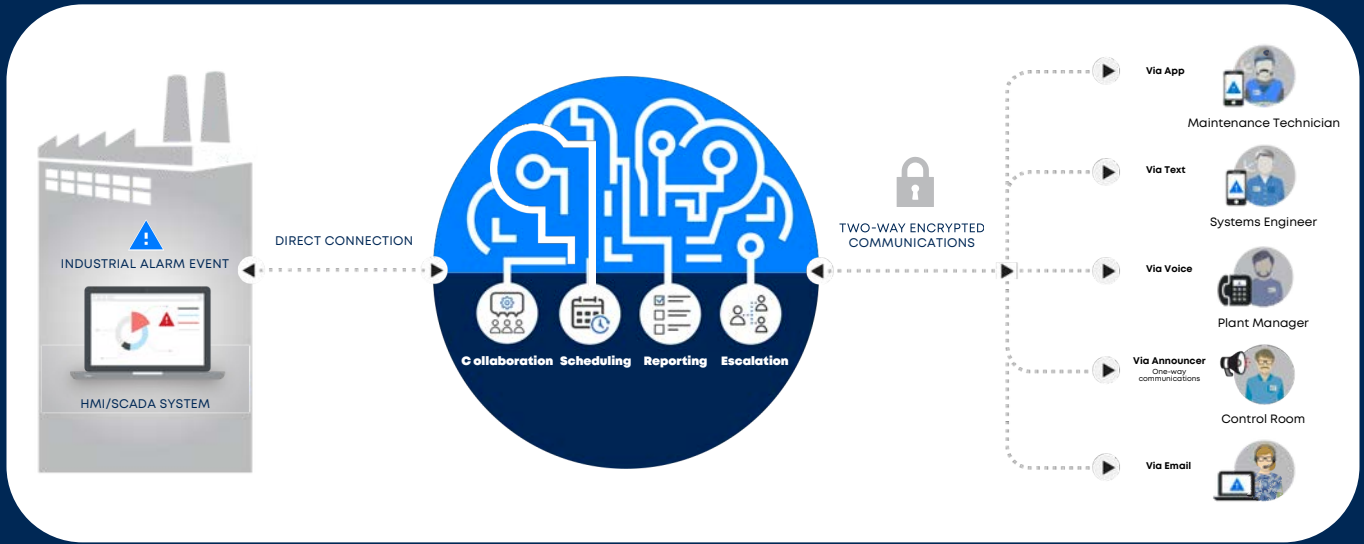 INDUSTRIAL ALARM EVENT
HMI/SCADA SYSTEM
DIRECT CONNECTION
C ollaboration
Scheduling
Reporting
Escalation
TWO-WAY ENCRYPTED
COMMUNICATIONS
Via App
Maintenance Technician
Via Text
Systems Engineer
Via Voice
Plant Manager
Via Announcer
One-way
communications
Control Room
Via Email